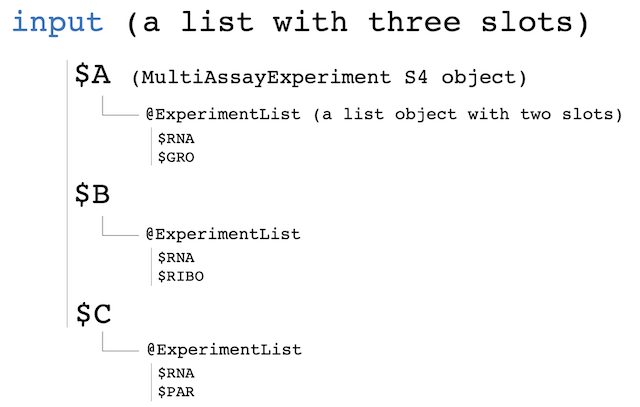 input (a list with three slots)
$A (MultiAssayExperiment S4 object)
@ExperimentList (a list object with two slots)
$RNA
$GRO
$B
@ExperimentList
$RNA
$RIBO
$C
@ExperimentList
$RNA
$PAR